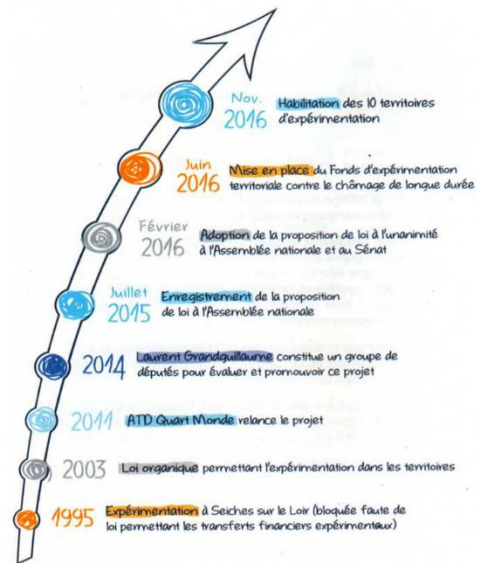 Nov.
2016
Habilitation des 10 territoires
d'expérimentation
Juin
2016
Mise en place du Fonds d'expérimentation
territoriale contre le chômage de longue durée
Février
2016
Adoption de la proposition de loi à l'unanimité
à l'Assemblée nationale et au Sénat
Juillet
2015
Enregistrement de la proposition
de loi à l'Assemblée nationale
2014
Laurent Grandguillaume constitue un groupe de
députés pour évaluer et promouvoir ce projet
2011 ATD Quart Monde relance le projet
2003 Loi organique permettant l'expérimentation dans les territoires
1995
Expérimentation à Seiches sur le Loir (bloquée faute de
loi permettant les transferts financiers expérimentaux)